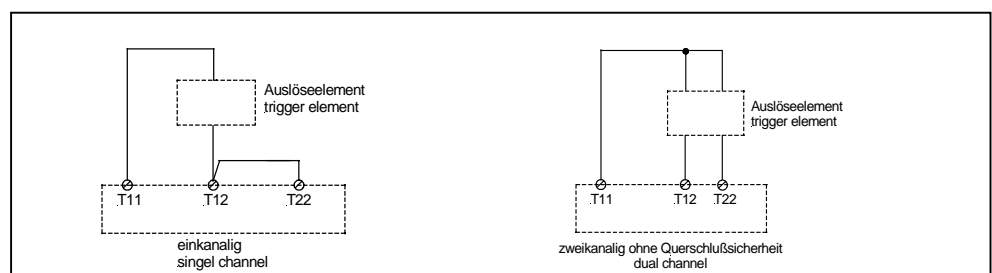 Auslöseelement
trigger element
T11
T12
T22
einkanalig
singel channel
Auslöseelement
trigger element
T11
T12
T22
zweikanalig ohne Querschlußsicherheit
dual channel